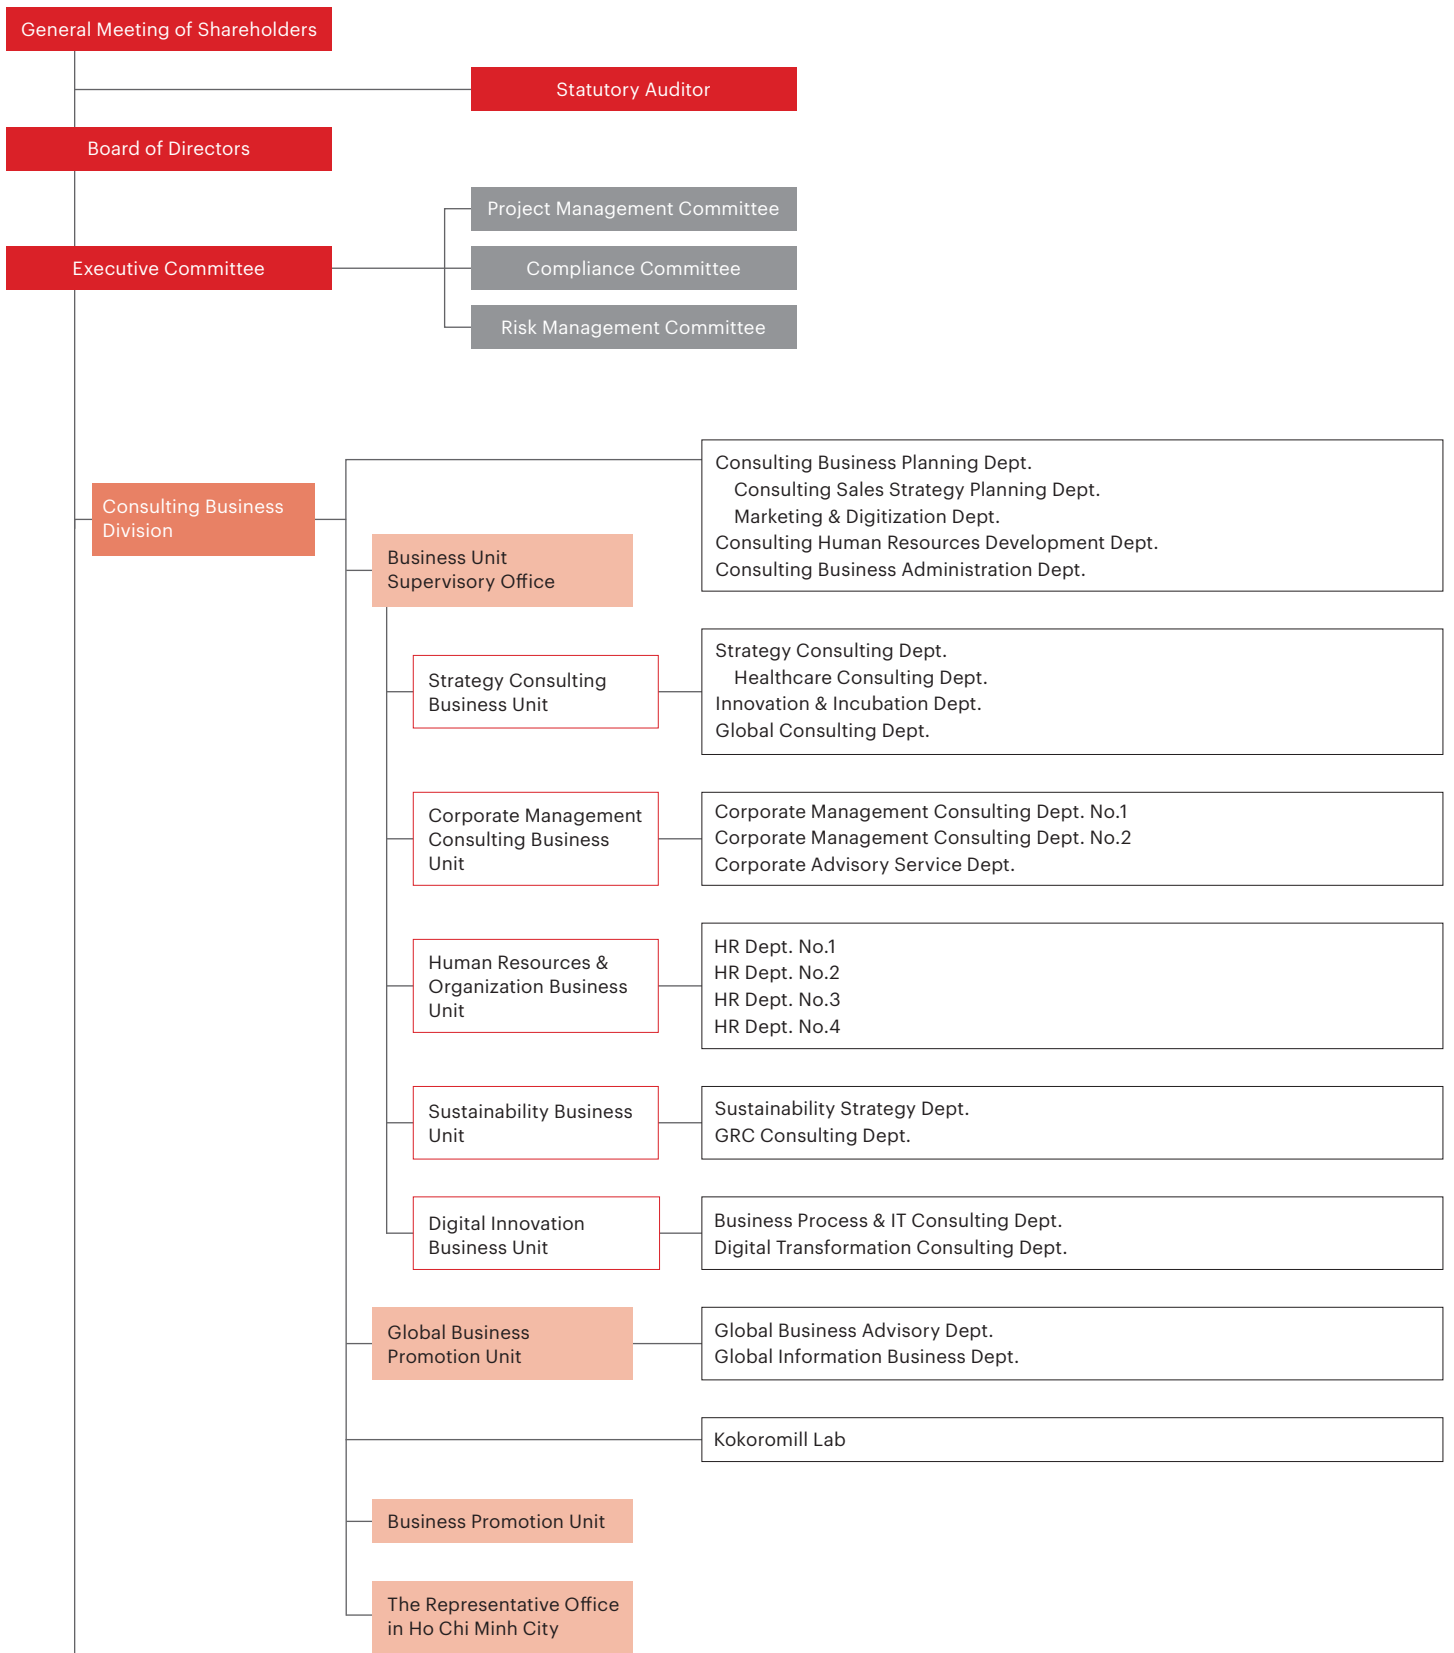 General Meeting of Shareholders
Statutory Auditor
Board of Directors
Project Management Committee
Executive Committee
Compliance Committee
Risk Management Committee
Consulting Business
Division
Consulting Business Planning Dept.
Consulting Sales Strategy Planning Dept.
Marketing & Digitization Dept.
Consulting Human Resources Development Dept.
Consulting Business Administration Dept.
Business Unit
Supervisory Office
Strategy Consulting
Business Unit
Strategy Consulting Dept.
Healthcare Consulting Dept.
Innovation & Incubation Dept.
Global Consulting Dept.
Corporate Management
Consulting Business
Unit
Corporate Management Consulting Dept. No.1
Corporate Management Consulting Dept. No.2
Corporate Advisory Service Dept.
Human Resources &
Organization Business
Unit
HR Dept. No.1
HR Dept. No.2
HR Dept. No.3
HR Dept. No.4
Sustainability Business
Unit
Sustainability Strategy Dept.
GRC Consulting Dept.
Digital Innovation
Business Unit
Business Process & IT Consulting Dept.
Digital Transformation Consulting Dept.
Global Business
Promotion Unit
Global Business Advisory Dept.
Global Information Business Dept.
Kokoromill Lab
Business Promotion Unit
The Representative Office
in Ho Chi Minh City